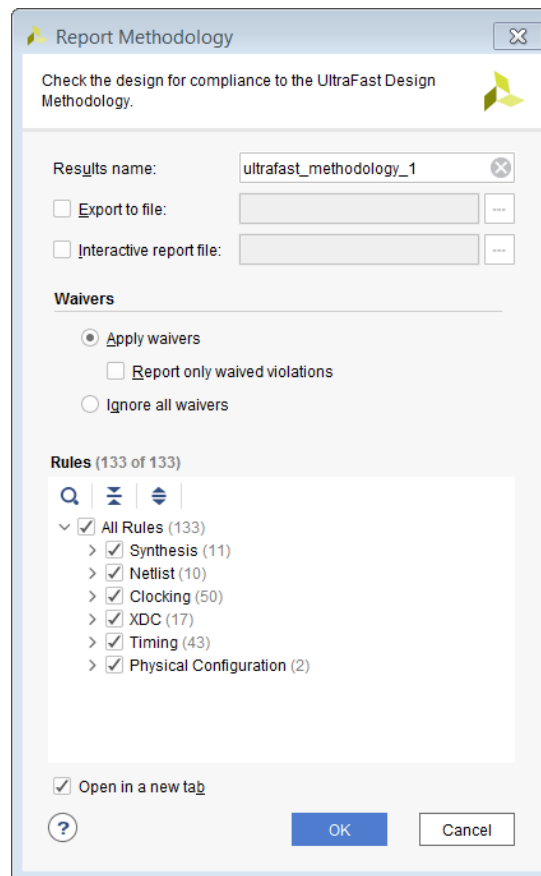 Report Methodology
Check the design for compliance to the UltraFast Design
Methodology.
Results name: ultrafast_methodology_1
Export to file: ...
Interactive report file: ...
Waivers
Apply waivers
Report only waived violations
Ignore all waivers
Rules (133 of 133)
All Rules (133)
Synthesis (11)
Netlist (10)
Clocking (50)
XDC (17)
Timing (43)
Physical Configuration (2)
Open in a new tab
? OK Cancel